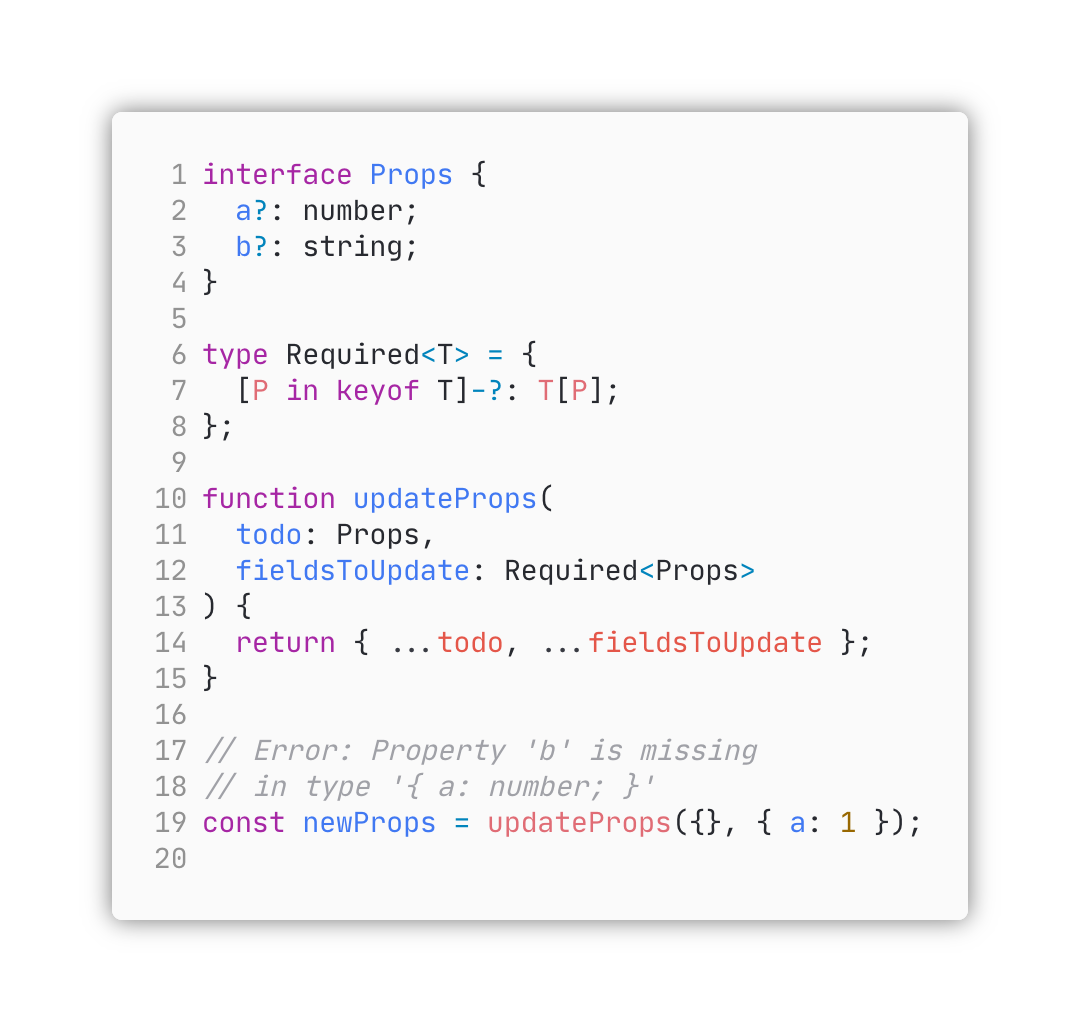 1 interface Props {
2   a?: number;
3   b?: string;
4 }
5
6 type Required<T> = {
7   [P in keyof T]-?: T[P];
8 };
9
10 function updateProps(
11   todo: Props,
12   fieldsToUpdate: Required<Props>
13 ) {
14   return { ...todo, ...fieldsToUpdate };
15 }
16
17 // Error: Property 'b' is missing
18 // in type '{ a: number; }'
19 const newProps = updateProps({}, { a: 1 });
20